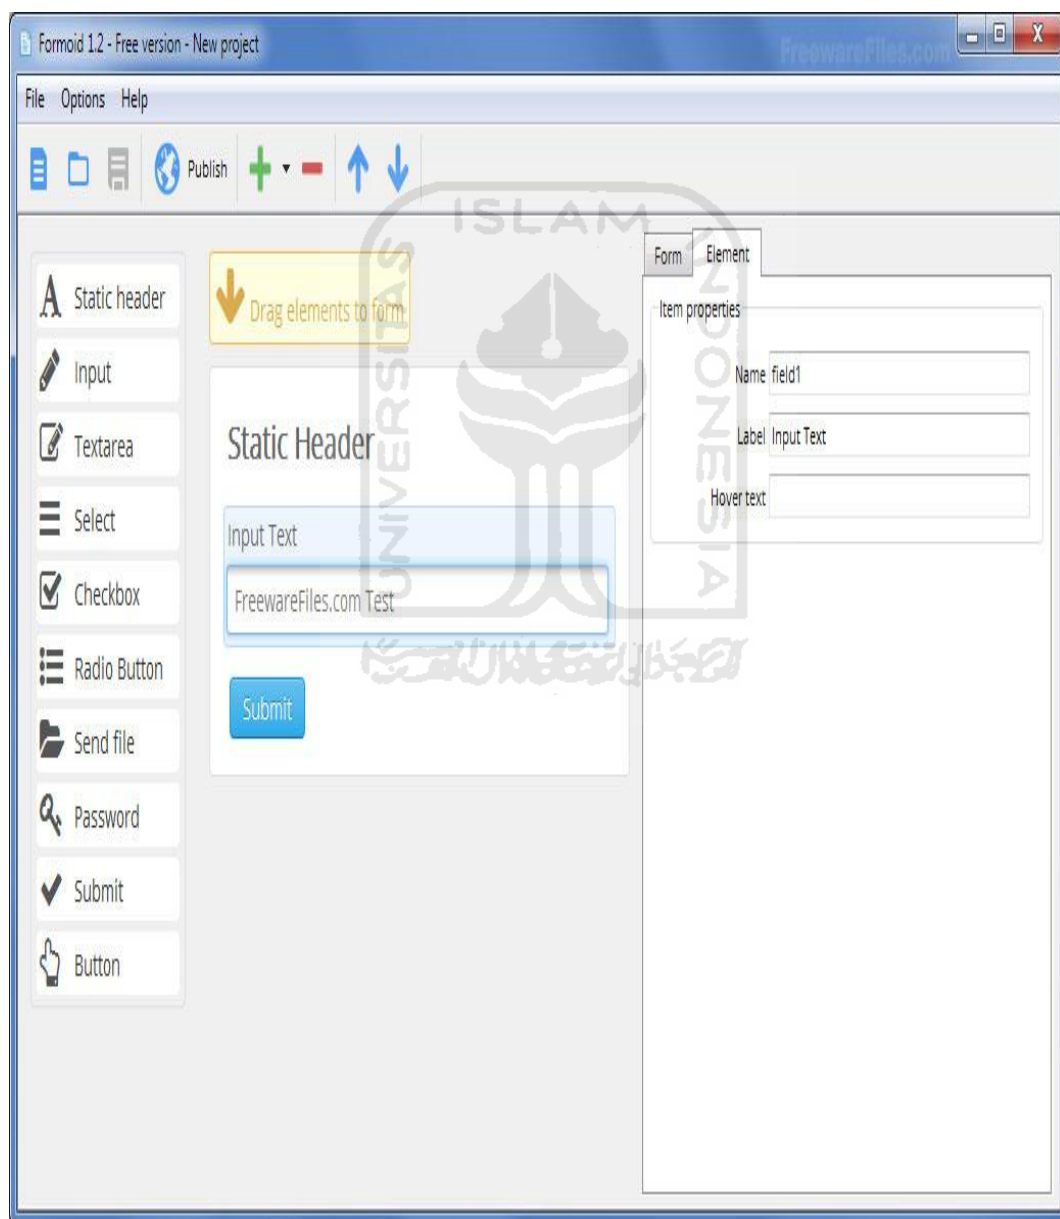 Formoid 1.2 - Free version - New project
FreewareFiles.com
File Options Help
Publish
Static header
Input
Textarea
Select
Checkbox
Radio Button
Send file
Password
Submit
Button
Drag elements to form
Static Header
Input Text
FreewareFiles.com Test
Submit
Form Element
Item properties
Name field1
Label Input Text
Hover text
UNIVERSITAS ISLAM INDONESIA